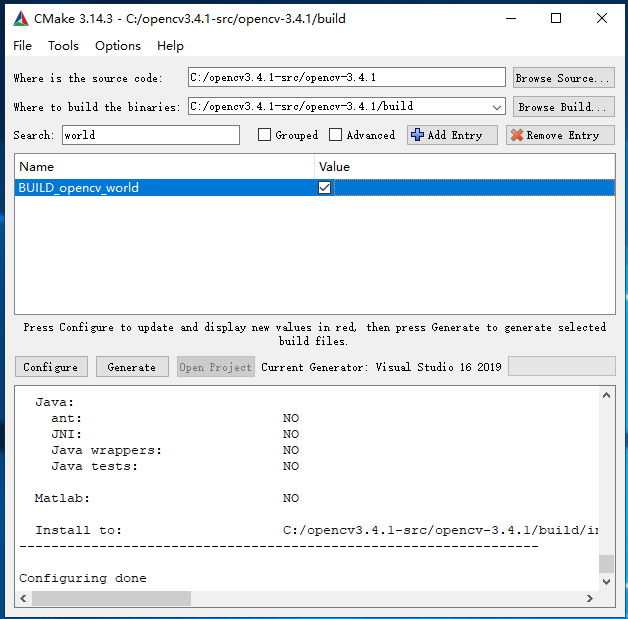 CMake 3.14.3 - C:/opencv3.4.1-src/opencv-3.4.1/build
File Tools Options Help
Where is the source code: C:/opencv3.4.1-src/opencv-3.4.1 Browse Source...
Where to build the binaries: C:/opencv3.4.1-src/opencv-3.4.1/build Browse Build...
Search: world Grouped Advanced Add Entry Remove Entry
Name Value
BUILD_opencv_world
Press Configure to update and display new values in red, then press Generate to generate selected
build files.
Configure Generate Open Project Current Generator: Visual Studio 16 2019
Java:
ant: NO
JNI: NO
Java wrappers: NO
Java tests: NO
Matlab: NO
Install to: C:/opencv3.4.1-src/opencv-3.4.1/build/in
-----------------------------------------------------------------
Configuring done